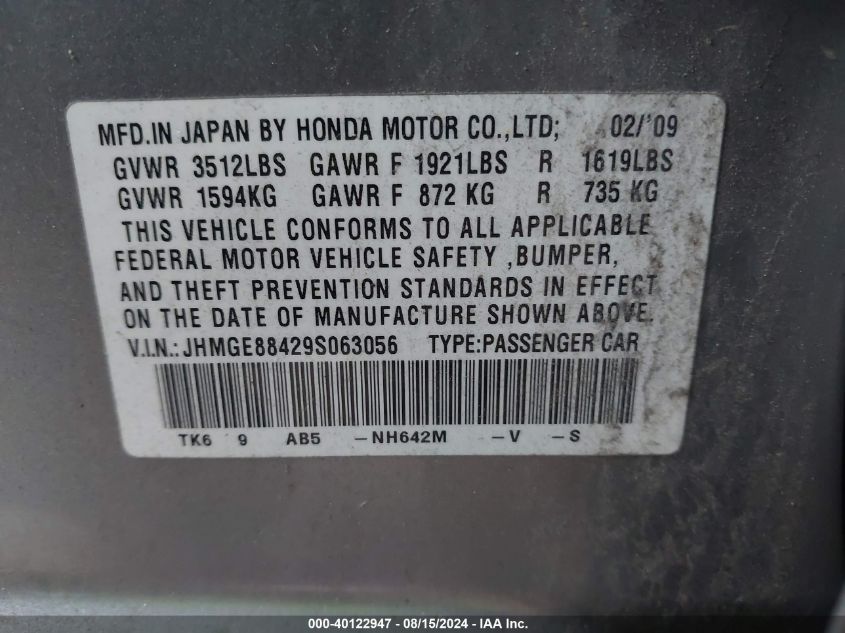 MFD.IN JAPAN BY HONDA MOTOR CO.,LTD; 02/'09
GVWR 3512LBS GAWR F 1921LBS R 1619LBS
GVWR 1594KG GAWR F 872 KG R 735 KG
THIS VEHICLE CONFORMS TO ALL APPLICABLE
FEDERAL MOTOR VEHICLE SAFETY ,BUMPER,
AND THEFT PREVENTION STANDARDS IN EFFECT
ON THE DATE OF MANUFACTURE SHOWN ABOVE.
V.I.N.: JHMGE88429S063056 TYPE:PASSENGER CAR
TK6 9 AB5 -NH642M -V -S
000-40122947 - 08/15/2024 - IAA Inc.